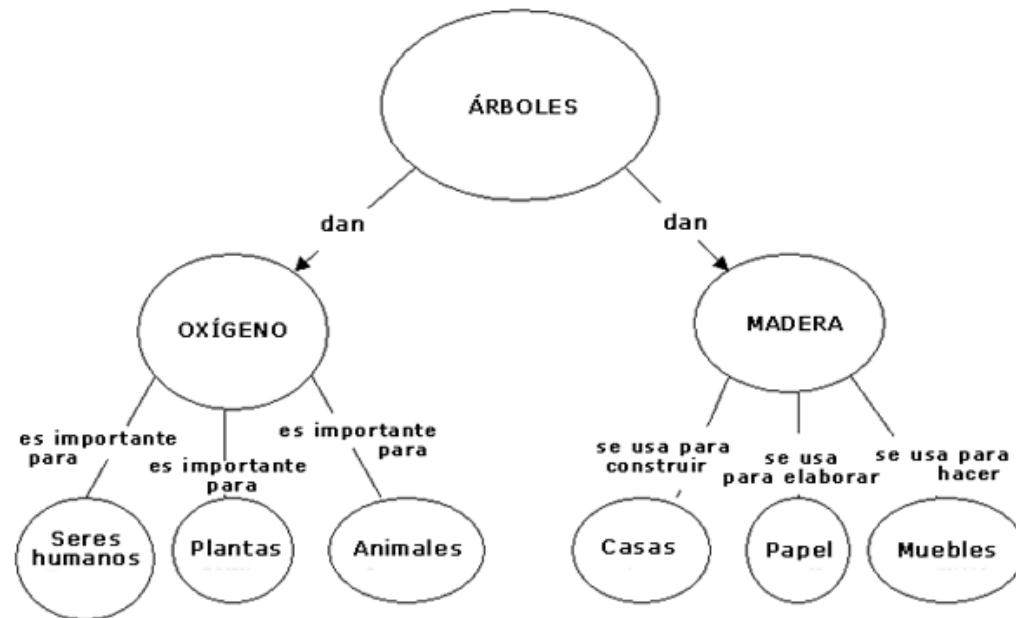 ÁRBOLES
dan
dan
OXÍGENO
MADERA
es importante
para
es importante
para
es importante
para
se usa para
construir
se usa
para elaborar
se usa para
hacer
Seres
humanos
Plantas
Animales
Casas
Papel
Muebles